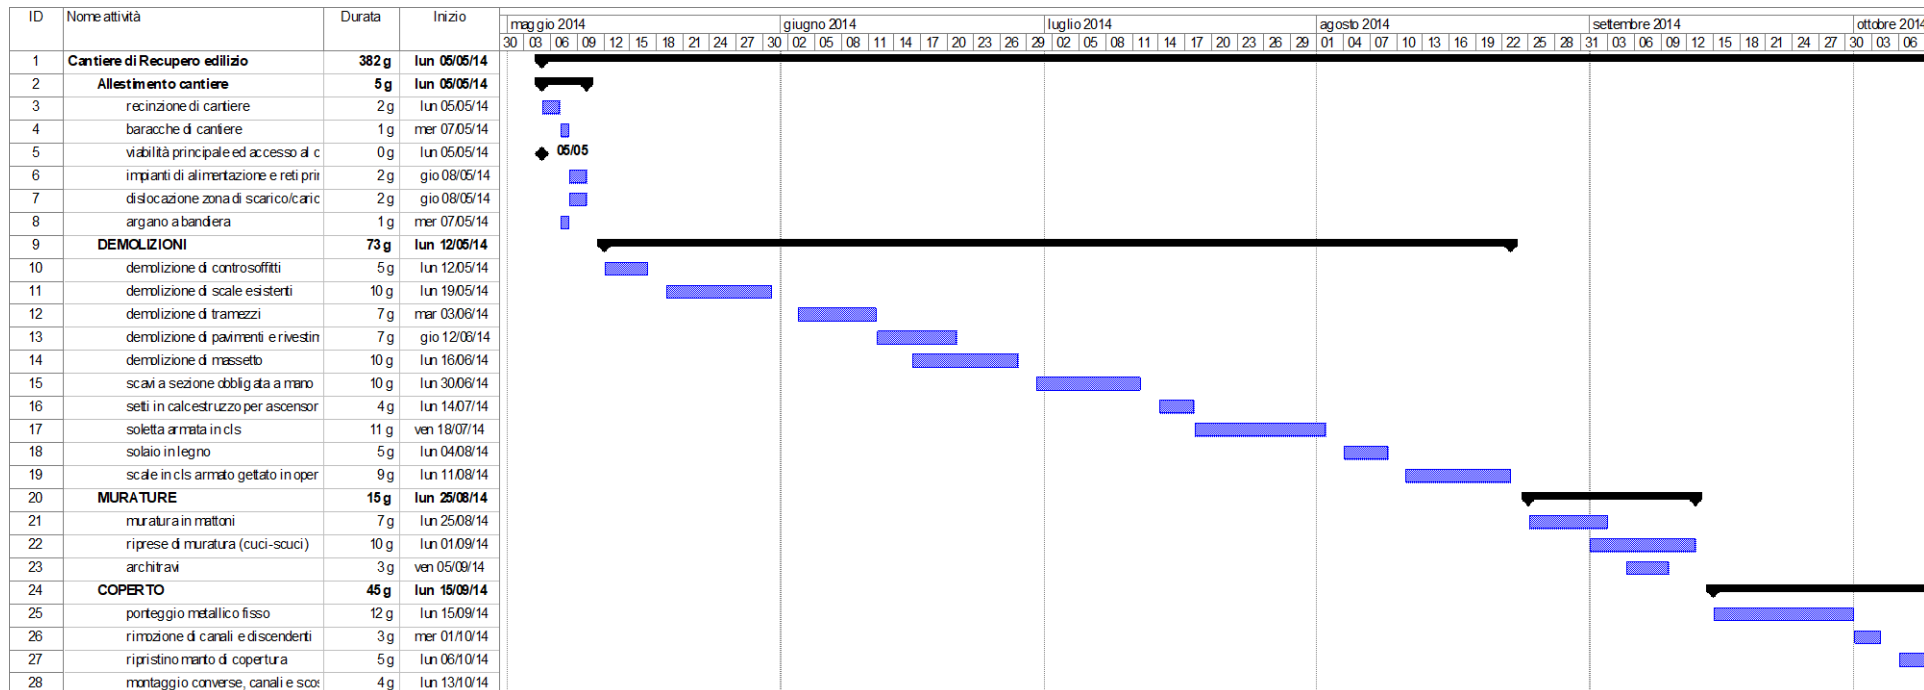 ID Nome attività Durata Inizio
maggio 2014 giugno 2014 luglio 2014 agosto 2014 settembre 2014 ottobre 2014
30 03 06 09 12 15 18 21 24 27 30 02 05 08 11 14 17 20 23 26 29 02 05 08 11 14 17 20 23 26 29 01 04 07 10 13 16 19 22 25 28 31 03 06 09 12 15 18 21 24 27 30 03 06
1 Cantiere di Recupero edilizio 382 g lun 05/05/14
2 Allestimento cantiere 5 g lun 05/05/14
3 recinzione di cantiere 2 g lun 05/05/14
4 baracche di cantiere 1 g mer 07/05/14
5 viabilità principale ed accesso al c 0 g lun 05/05/14 05/05
6 impianti di alimentazione e reti prin 2 g gio 08/05/14
7 dislocazione zona di scarico/caric 2 g gio 08/05/14
8 argano a bandiera 1 g mer 07/05/14
9 DEMOLIZIONI 73 g lun 12/05/14
10 demolizione di controsoffitti 5 g lun 12/05/14
11 demolizione di scale esistenti 10 g lun 19/05/14
12 demolizione di tramezzi 7 g mar 03/06/14
13 demolizione di pavimenti e rivestim 7 g gio 12/06/14
14 demolizione di massetto 10 g lun 16/06/14
15 scavi a sezione obbligata a mano 10 g lun 30/06/14
16 setti in calcestruzzo per ascensor 4 g lun 14/07/14
17 soletta armata in cls 11 g ven 18/07/14
18 solaio in legno 5 g lun 04/08/14
19 scale in cls armato gettato in oper 9 g lun 11/08/14
20 MURATURE 15 g lun 25/08/14
21 muratura in mattoni 7 g lun 25/08/14
22 riprese di muratura (cuci-scuci) 10 g lun 01/09/14
23 architravi 3 g ven 05/09/14
24 COPERTO 45 g lun 15/09/14
25 ponteggio metallico fisso 12 g lun 15/09/14
26 rimozione di canali e discendenti 3 g mer 01/10/14
27 ripristino manto di copertura 5 g lun 06/10/14
28 montaggio converse, canali e scos 4 g lun 13/10/14